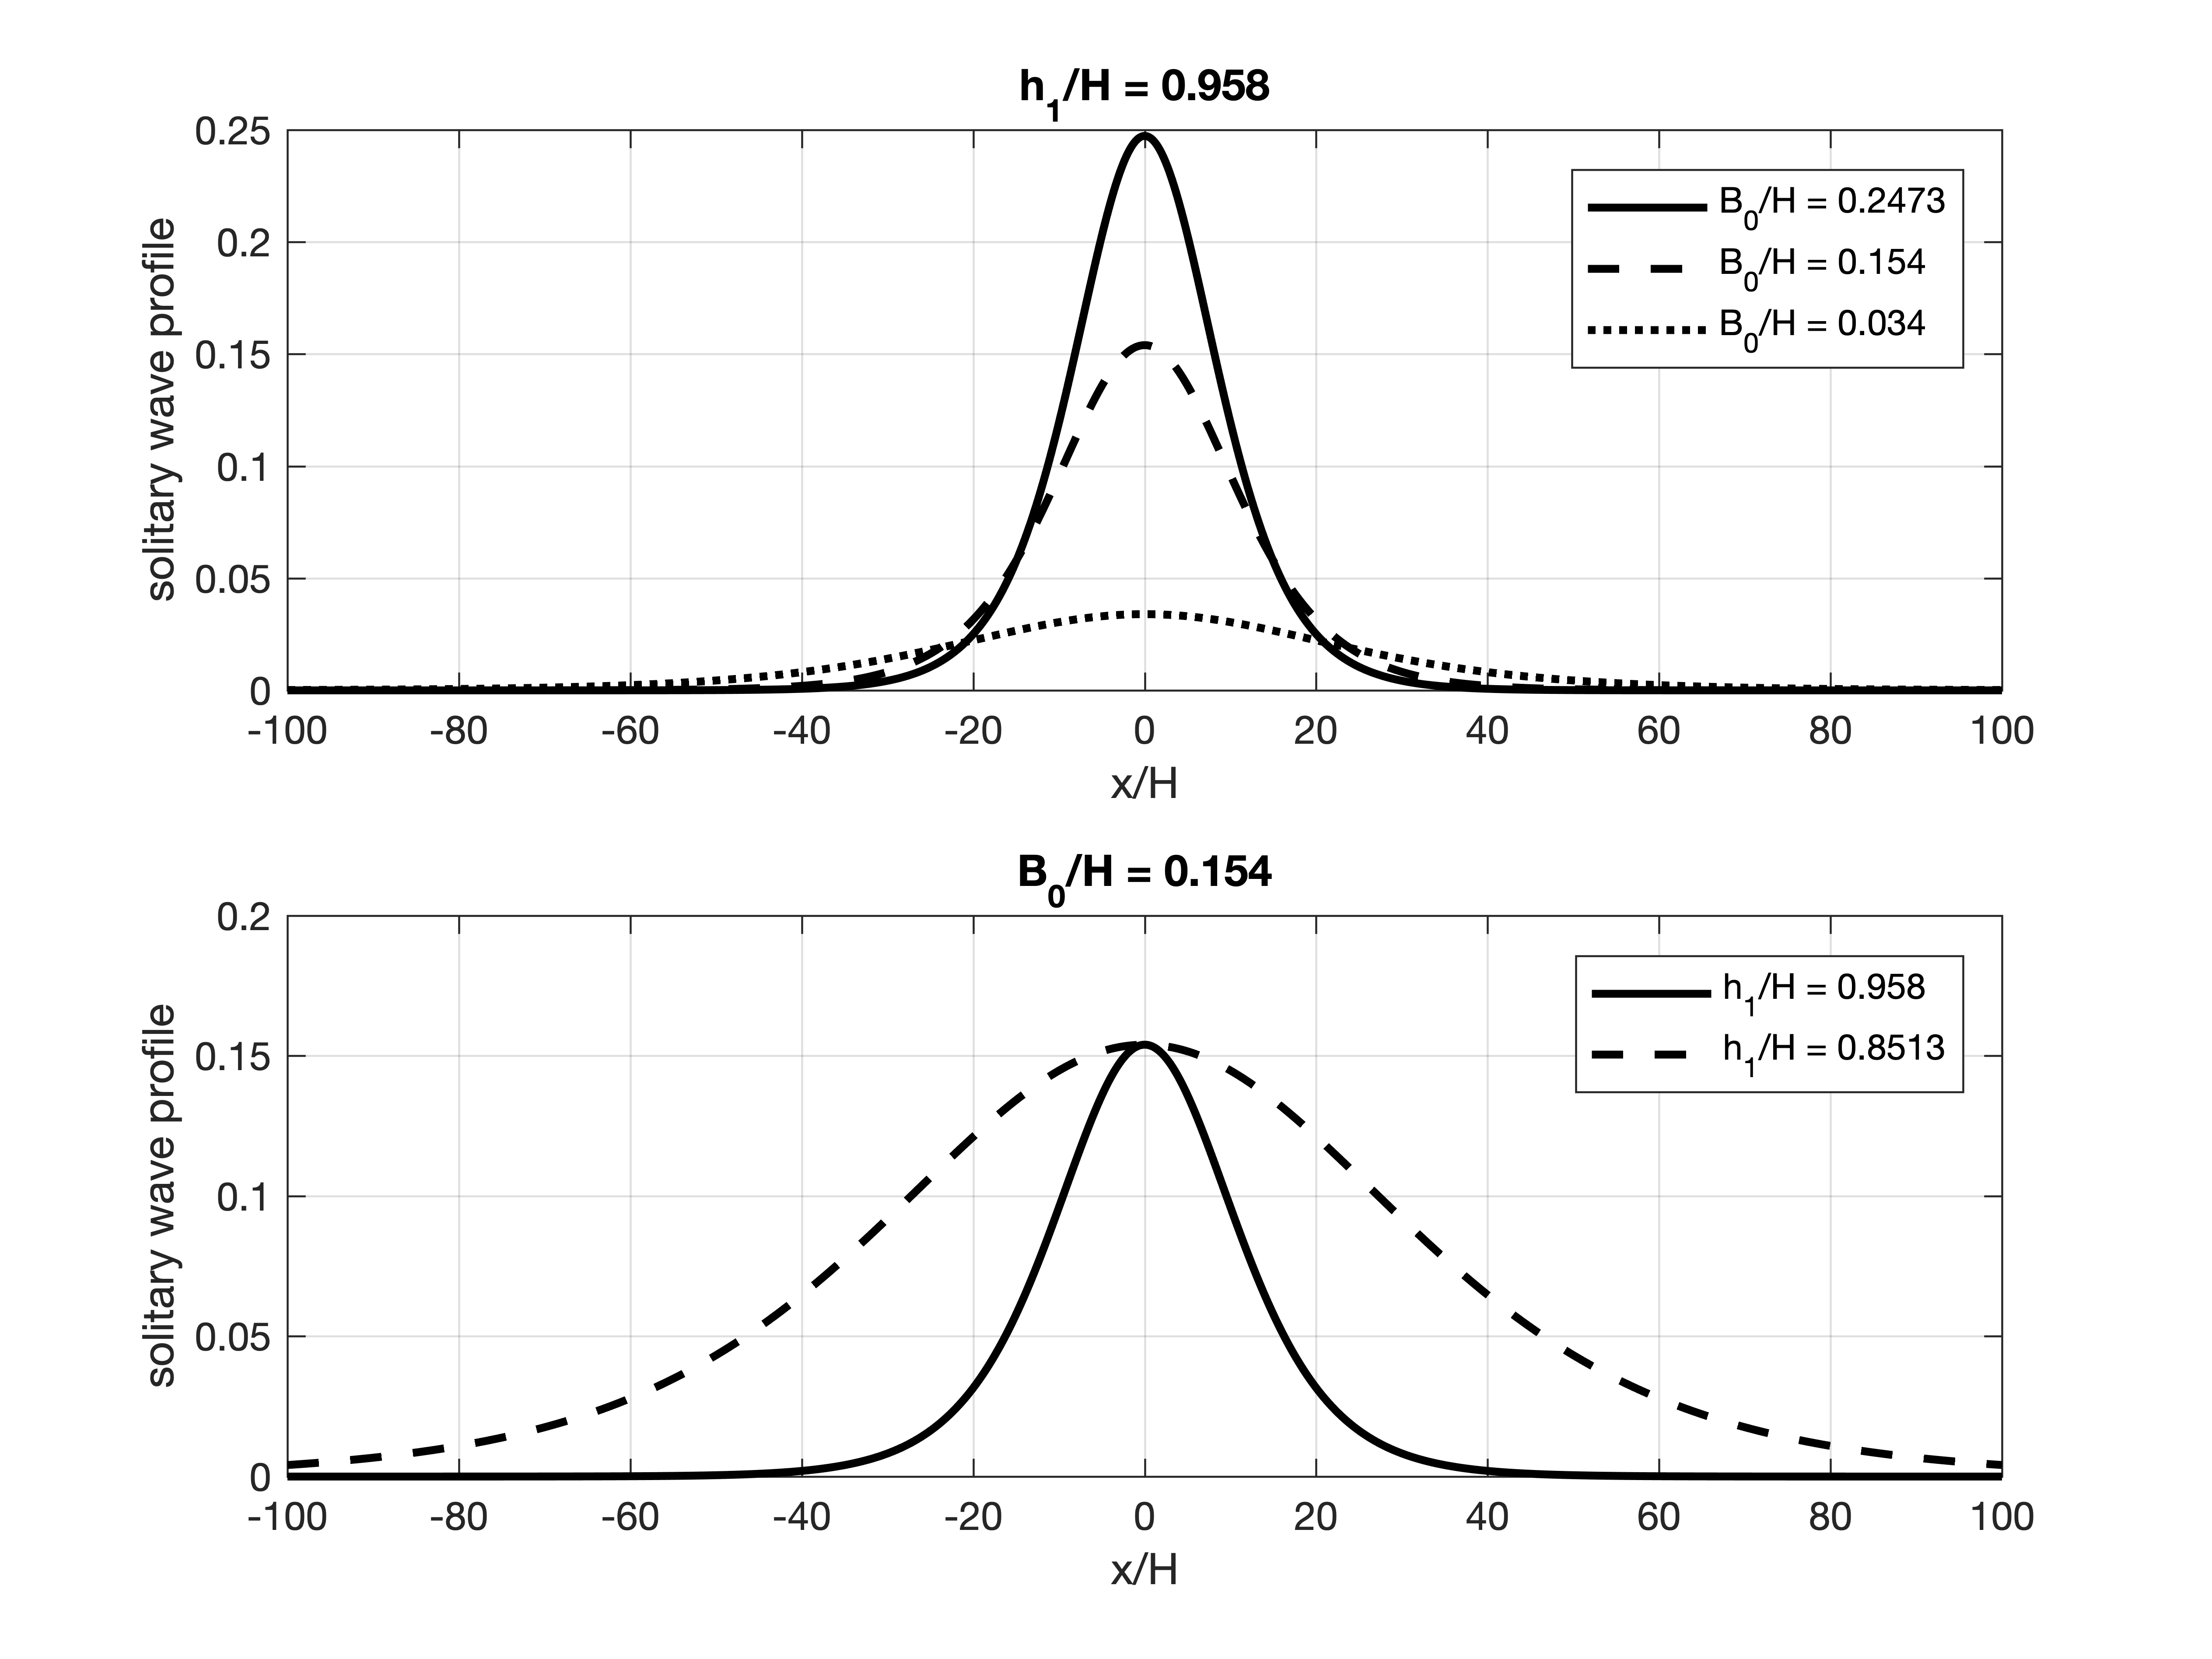 h1/H = 0.958
solitary wave profile
0.25
0.2
0.15
0.1
0.05
0
B0/H = 0.2473
B0/H = 0.154
B0/H = 0.034
-100 -80 -60 -40 -20 0 20 40 60 80 100
x/H
B0/H = 0.154
solitary wave profile
0.2
0.15
0.1
0.05
0
h1/H = 0.958
h1/H = 0.8513
-100 -80 -60 -40 -20 0 20 40 60 80 100
x/H